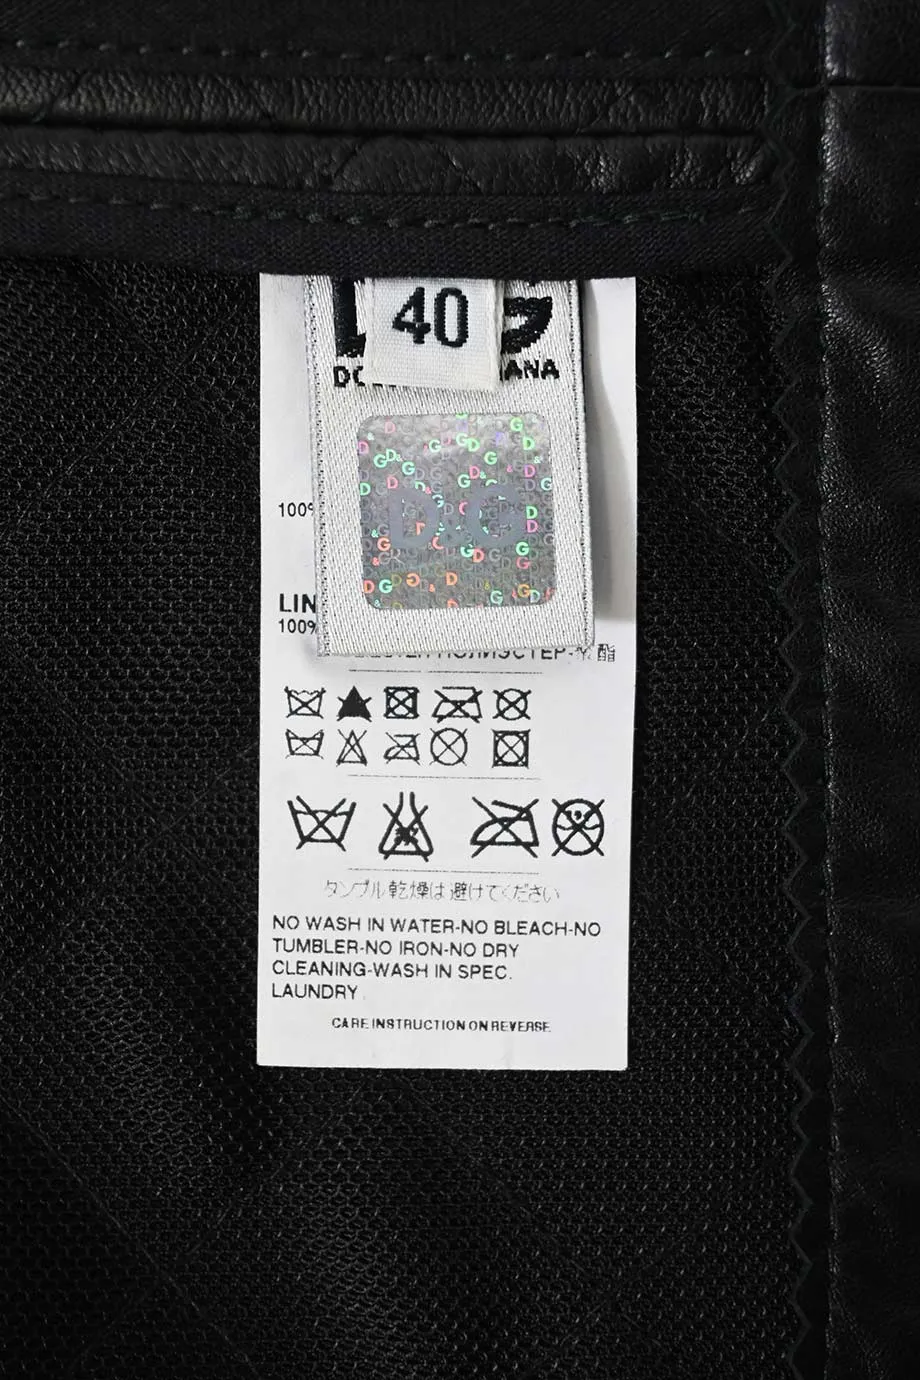 40
ANA
D&G
100%
LIN
100%
タンブル乾燥は避けてください
NO WASH IN WATER-NO BLEACH-NO
TUMBLER-NO IRON-NO DRY
CLEANING-WASH IN SPEC.
LAUNDRY
CARE INSTRUCTION ON REVERSE